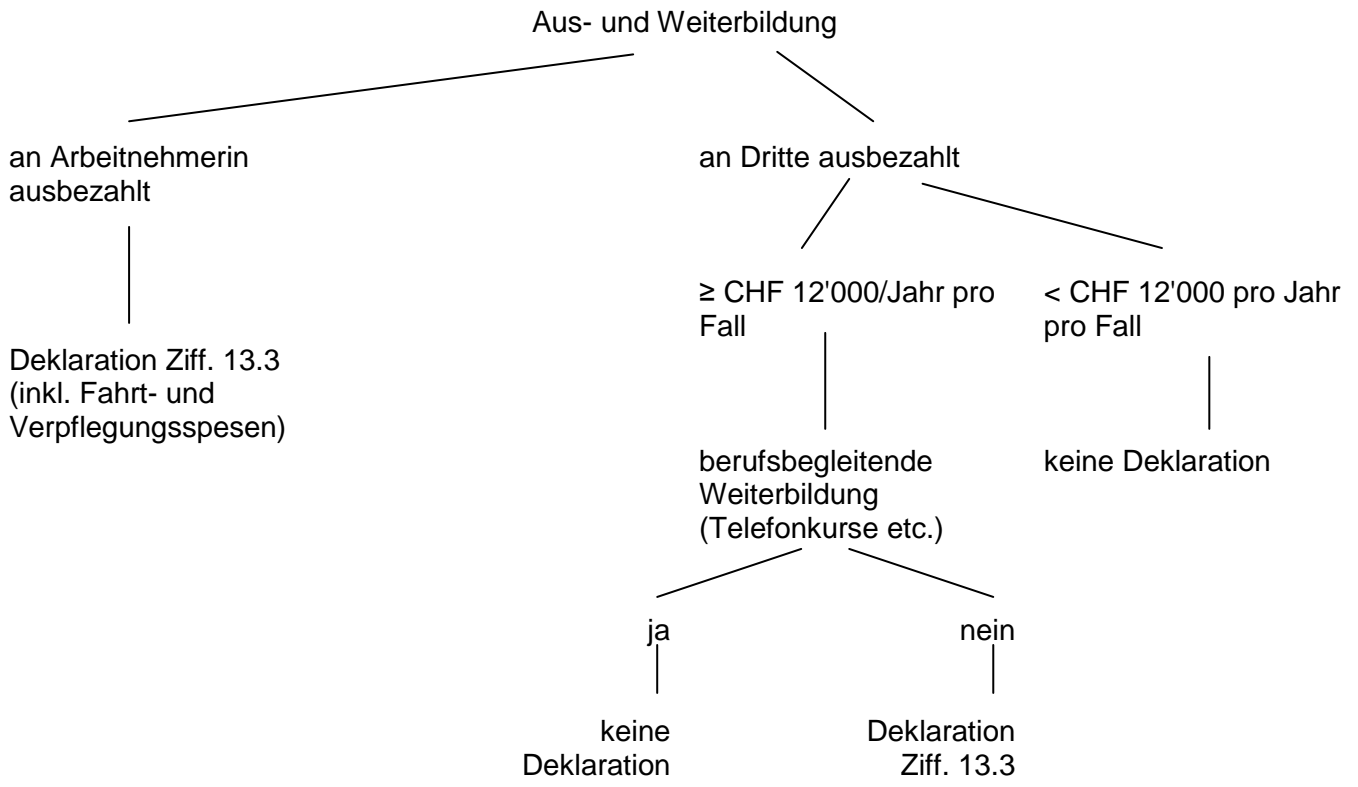 Aus- und Weiterbildung
an Arbeitnehmerin
ausbezahlt
an Dritte ausbezahlt
≥ CHF 12'000/Jahr pro
Fall
< CHF 12'000 pro Jahr
pro Fall
Deklaration Ziff. 13.3
(inkl. Fahrt- und
Verpflegungsspesen)
berufsbegleitende
Weiterbildung
(Telefonkurse etc.)
keine Deklaration
ja
nein
keine
Deklaration
Deklaration
Ziff. 13.3